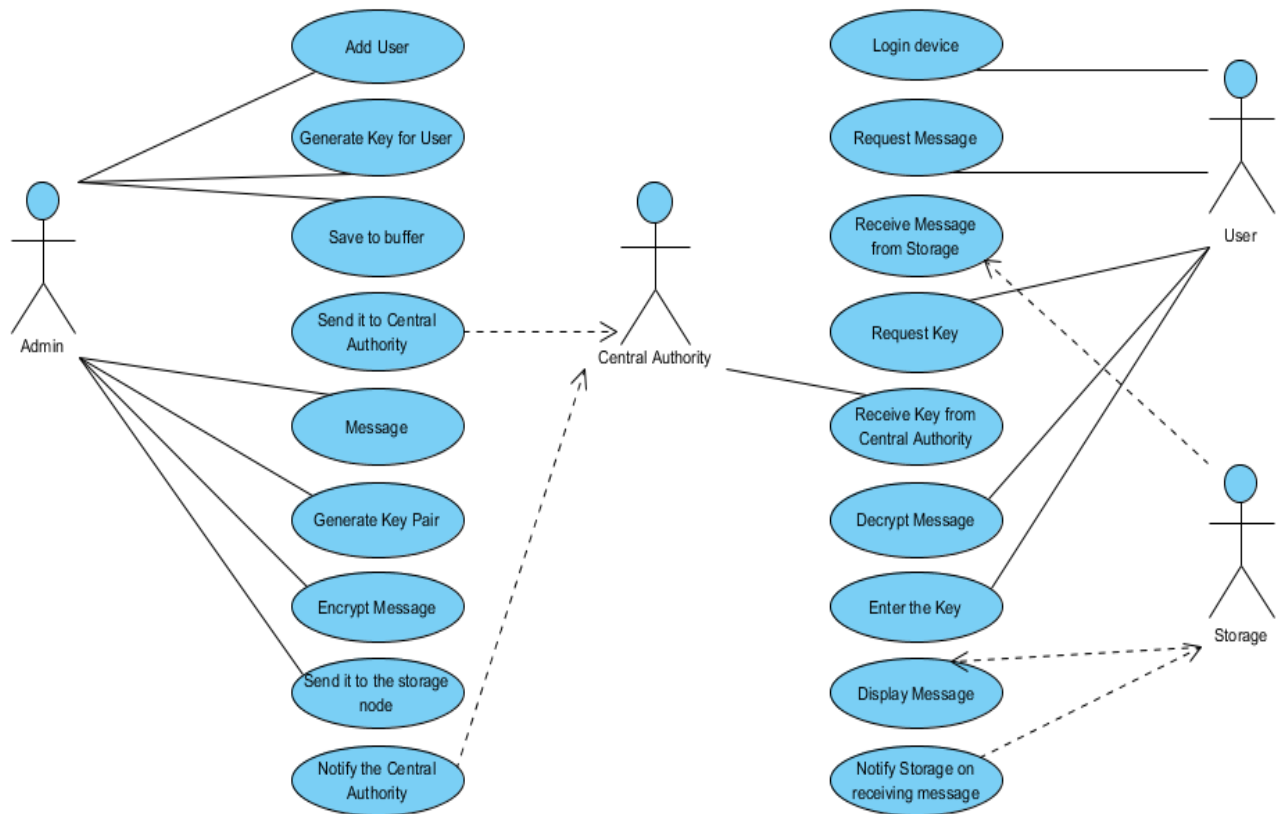 Add User
Generate Key for User
Save to buffer
Send it to Central
Authority
Message
Generate Key Pair
Encrypt Message
Send it to the storage
node
Notify the Central
Authority
Admin
Central Authority
Login device
Request Message
Receive Message
from Storage
Request Key
Receive Key from
Central Authority
Decrypt Message
Enter the Key
Display Message
Notify Storage on
receiving message
User
Storage